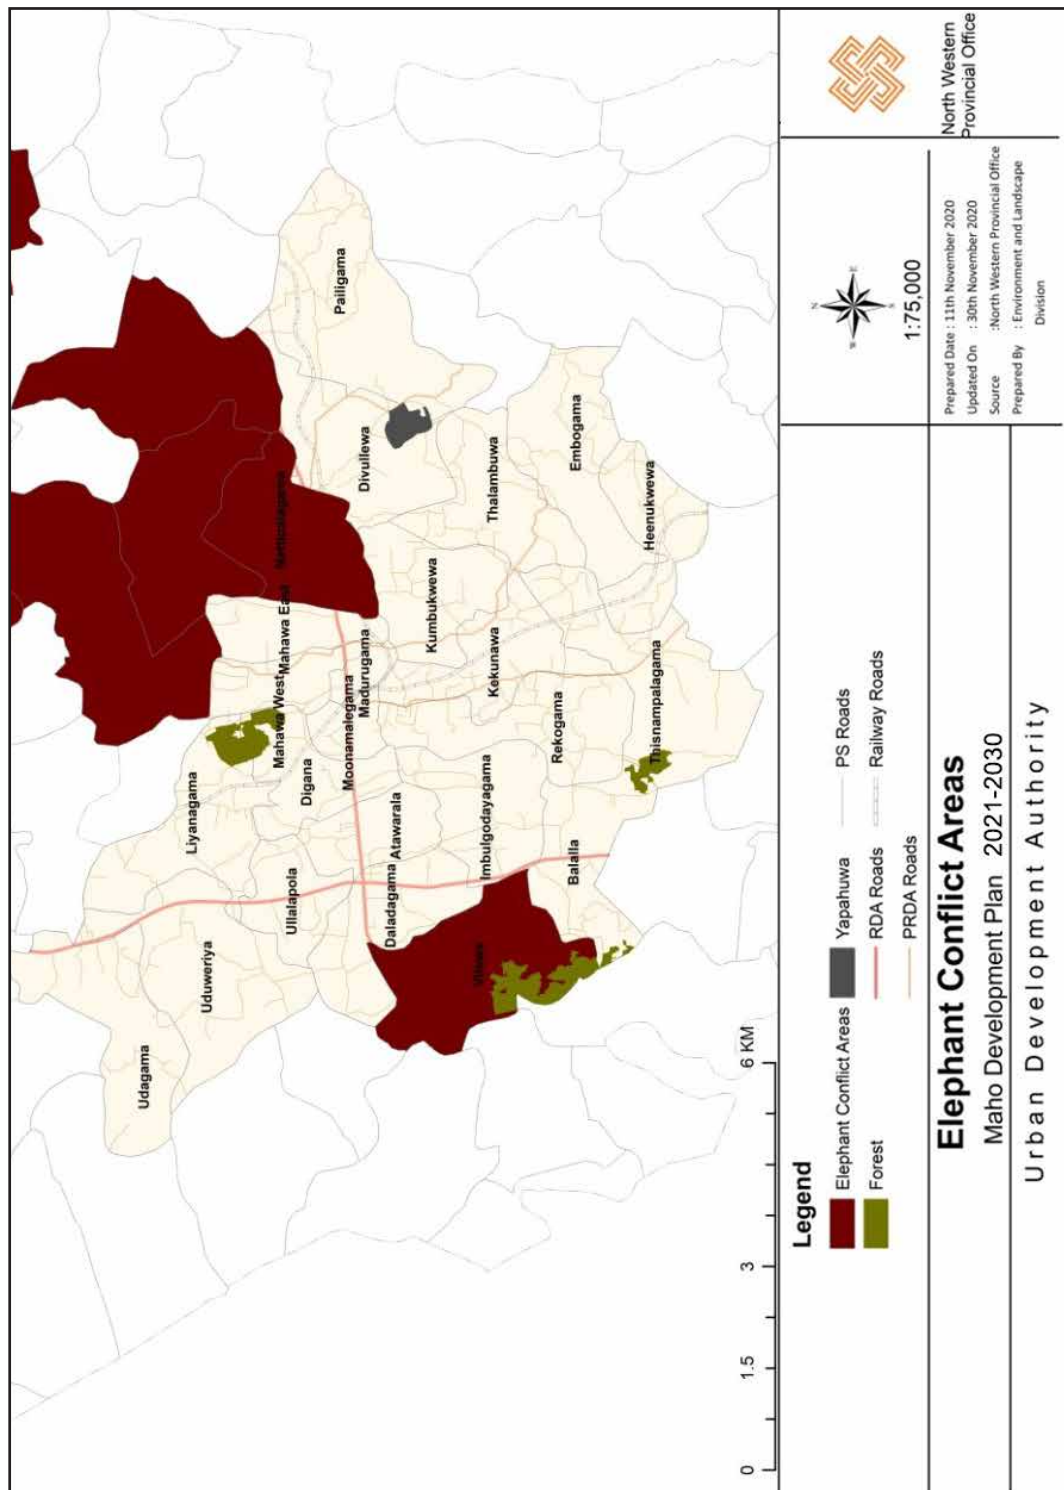 Udagama
Liyanagama
Uduweriya
Mahawa West
Mahawa East
Ullalapola
Digana
Pailigama
Moonamalegama
Madurugama
Divullewa
Daladagama
Atawarala
Kumbukwewa
Imbulgodayagama
Kekunawa
Thalambuwa
Rekogama
Balalla
Embogama
Heenukwewa
Thisnampalagama
0 1.5 3 6 KM
Legend
Elephant Conflict Areas
Forest
Yapahuwa
RDA Roads
PRDA Roads
PS Roads
Railway Roads
N
W
E
S
1:75,000
North Western
Provincial Office
Elephant Conflict Areas
Maho Development Plan 2021-2030
Prepared Date : 11th November 2020
Updated On : 30th November 2020
Source :North Western Provincial Office
Prepared By : Environment and Landscape
Division
Urban Development Authority